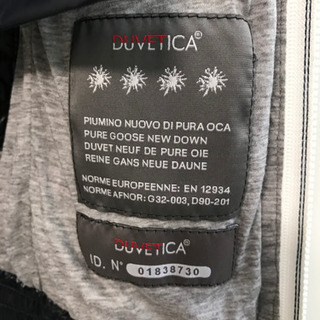 DUVETICA®
PIUMINO NUOVO DI PURA OCA
PURE GOOSE NEW DOWN
DUVET NEUF DE PURE OIE
REINE GANS NEUE DAUNE
NORME EUROPEENNE: EN 12934
NORME AFNOR: G32-003, D90-201
DUVETICA®
ID. N° 01838730